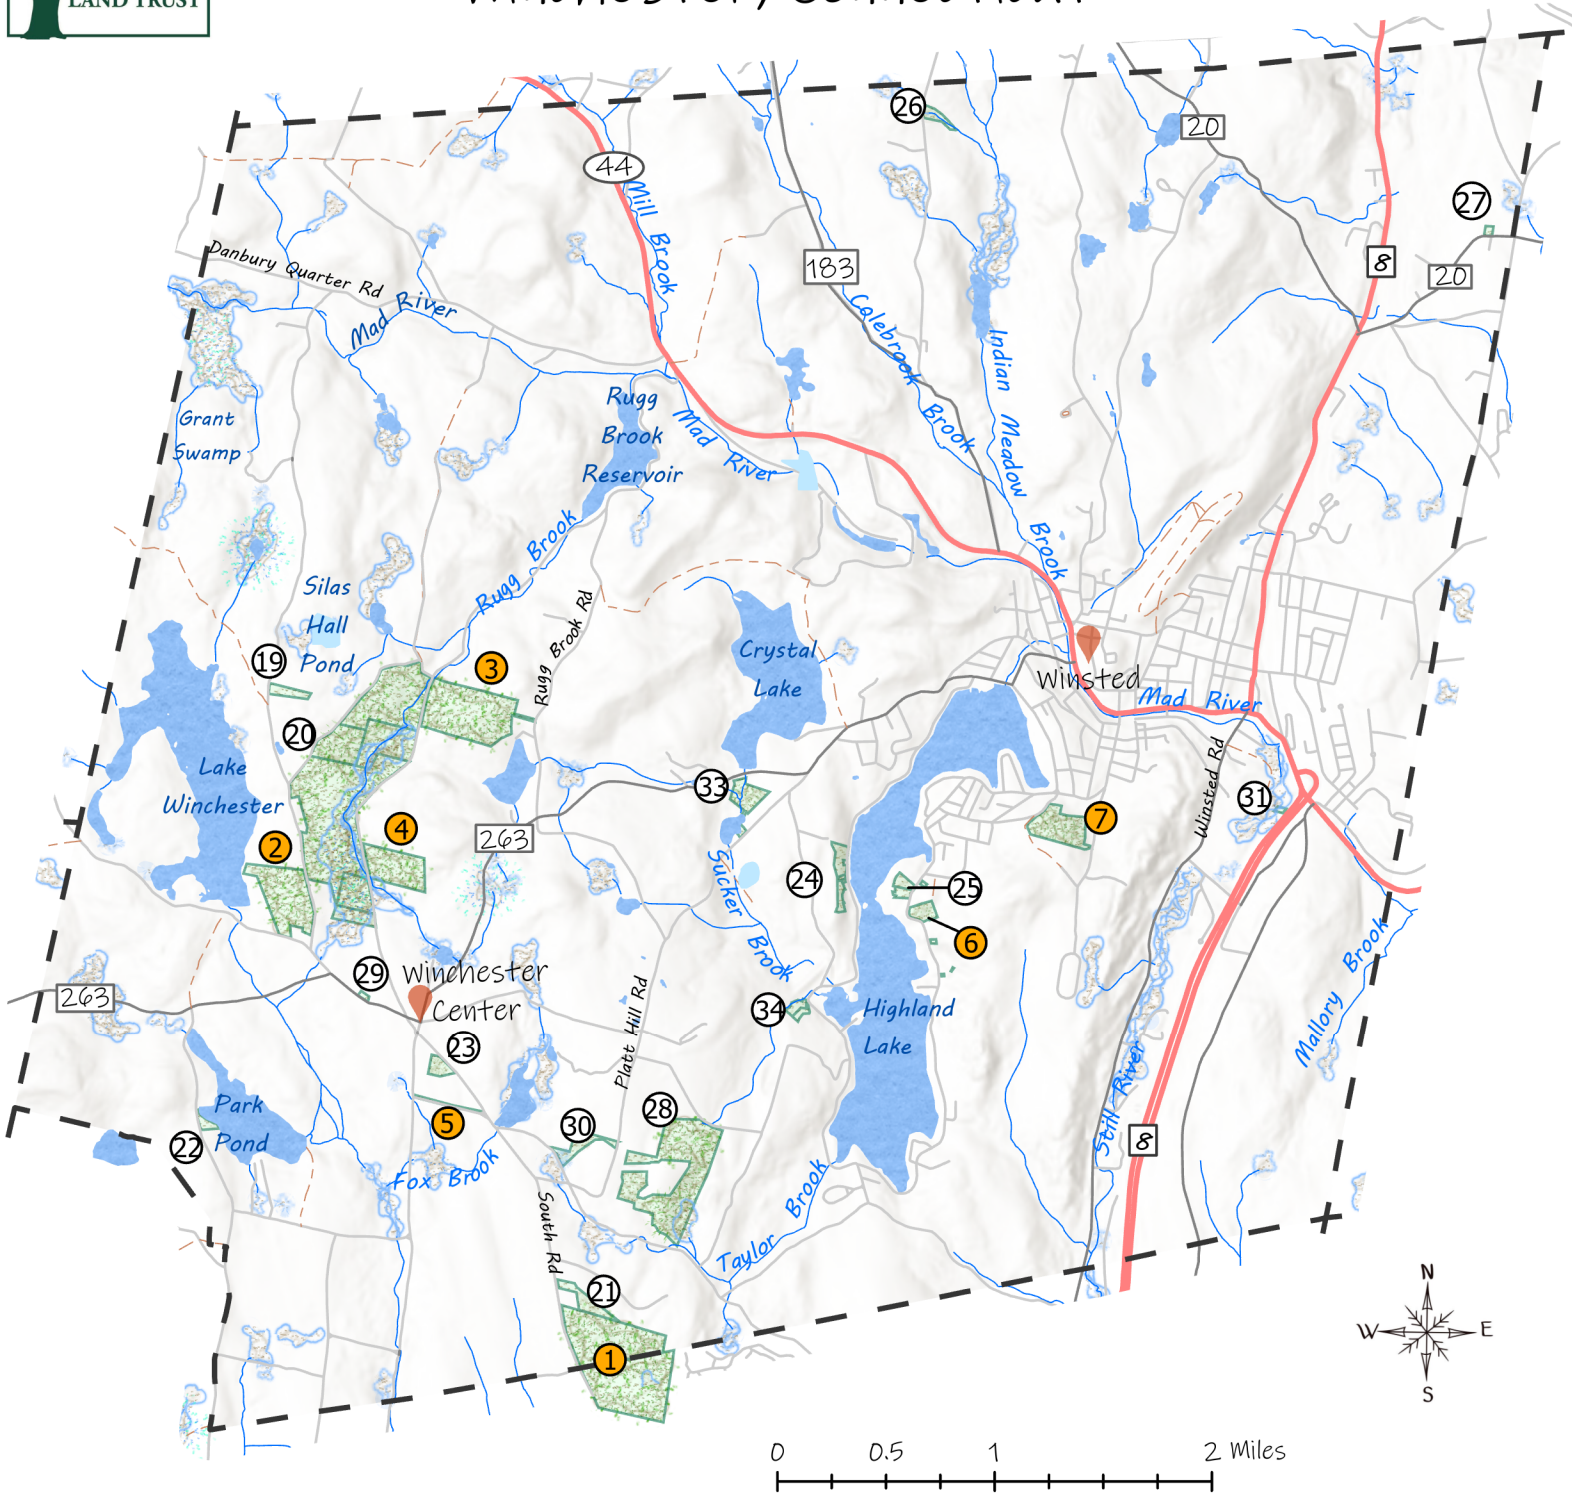 LAND TRUST
Winchester, Connecticut
26
20
44
27
Mill Brook
183
8
20
Danbury Quarter Rd
Mad River
Colebrook Brook
Indian Meadow Brook
Grant
Swamp
Rugg
Brook
Reservoir
Mad River
Rugg Brook
Silas
Hall
Pond
Rugg Brook Rd
19
3
Crystal
Lake
Winsted
Mad River
20
Lake
Winchester
33
Winsted Rd
31
2
4
263
7
Sucker Brook
24
25
6
29
Winchester
Center
263
Platt Hill Rd
34
Highland
Lake
Mallory Brook
23
Still River
Park
Pond
5
30
28
8
22
Fox Brook
South Rd
Taylor Brook
21
1
N
W
E
S
0
0.5
1
2 Miles